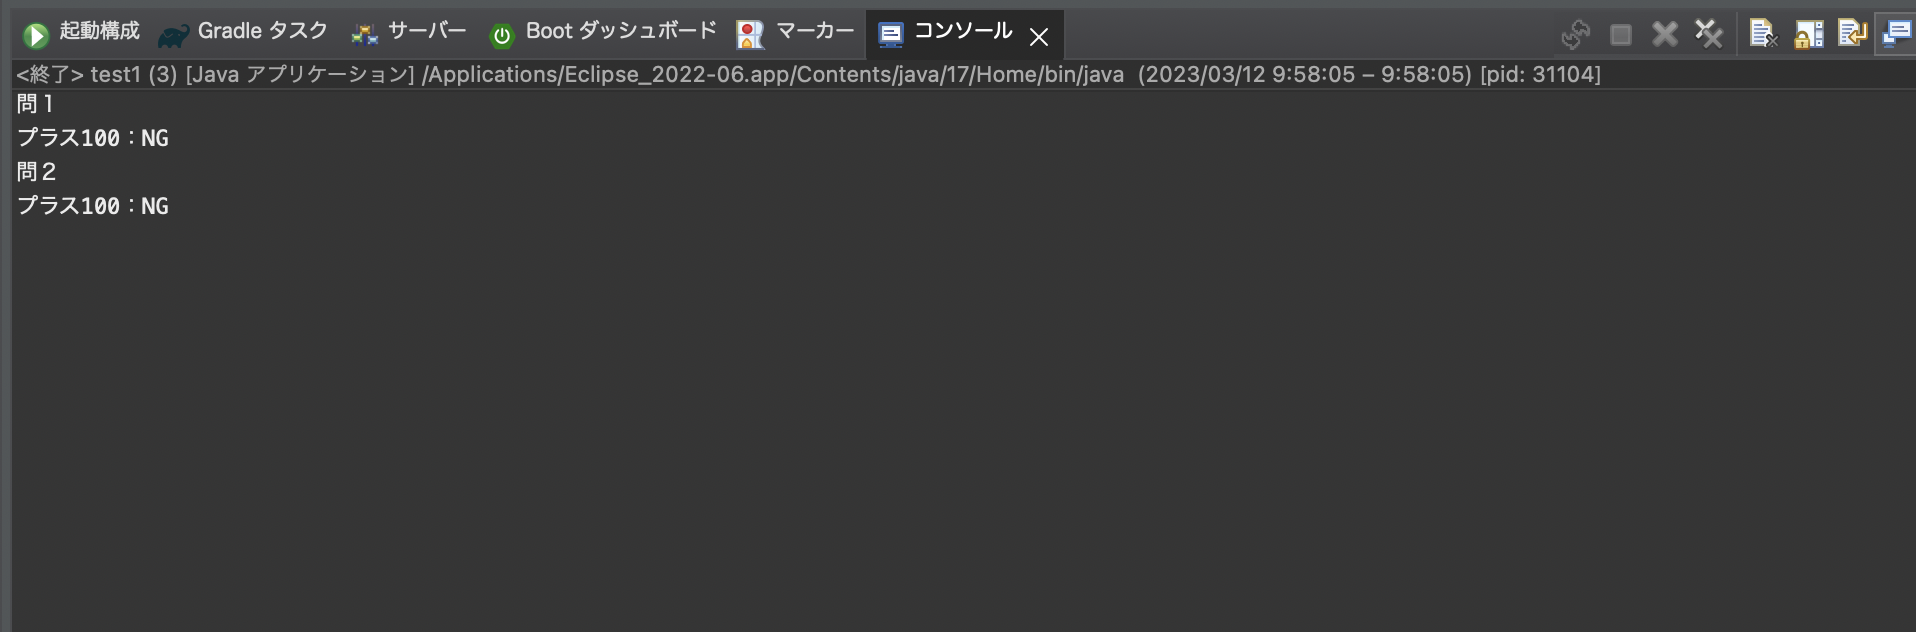 起動構成 Gradle タスク サーバー Boot ダッシュボード マーカー コンソール
<終了> test1 (3) [Java アプリケーション] /Applications/Eclipse_2022-06.app/Contents/java/17/Home/bin/java (2023/03/12 9:58:05 – 9:58:05) [pid: 31104]
問１
プラス100：NG
問２
プラス100：NG